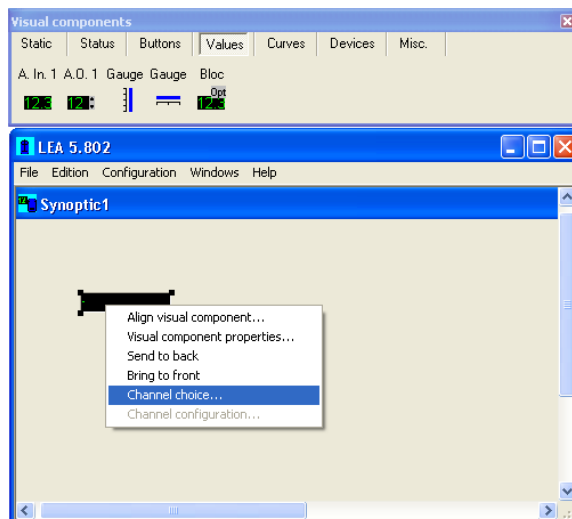 Visual components
Static Status Buttons Values Curves Devices Misc.
A. In. 1 A.O. 1 Gauge Gauge Bloc
12.3 12 12.3 Opt
LEA 5.802
File Edition Configuration Windows Help
Synoptic1
Align visual component...
Visual component properties...
Send to back
Bring to front
Channel choice...
Channel configuration...